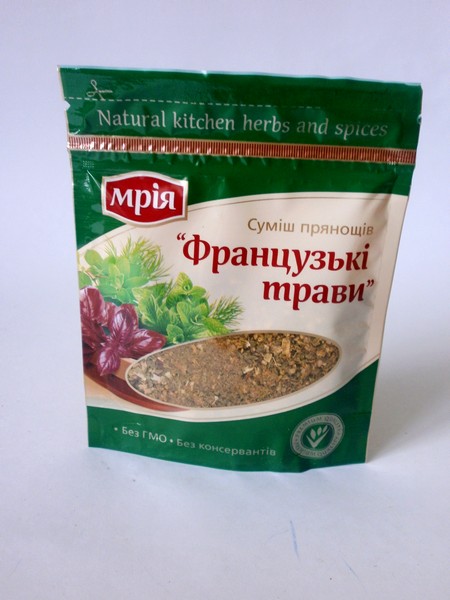 Natural kitchen herbs and spices
мрія
Суміш прянощів
"Французькі
трави"
• Без ГМО • Без консервантів